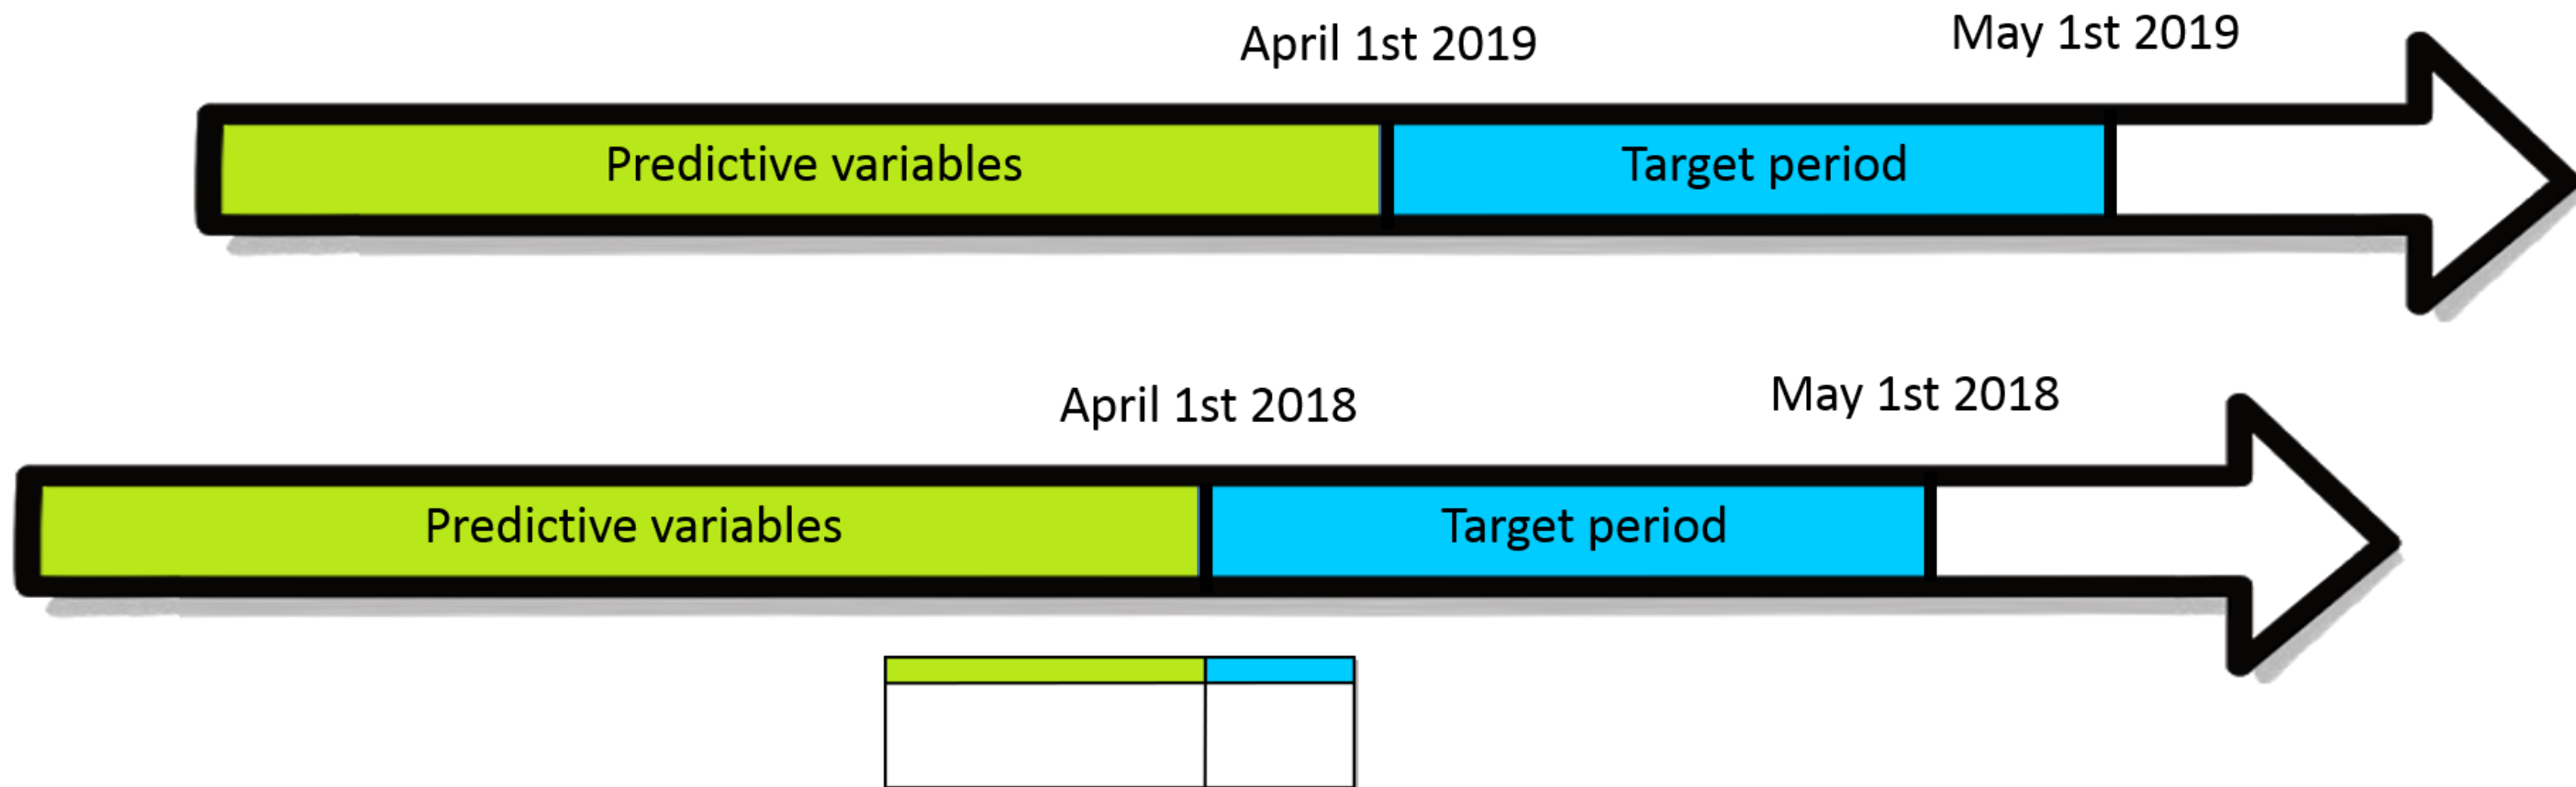 April 1st 2019
May 1st 2019
Predictive variables
Target period
April 1st 2018
May 1st 2018
Predictive variables
Target period